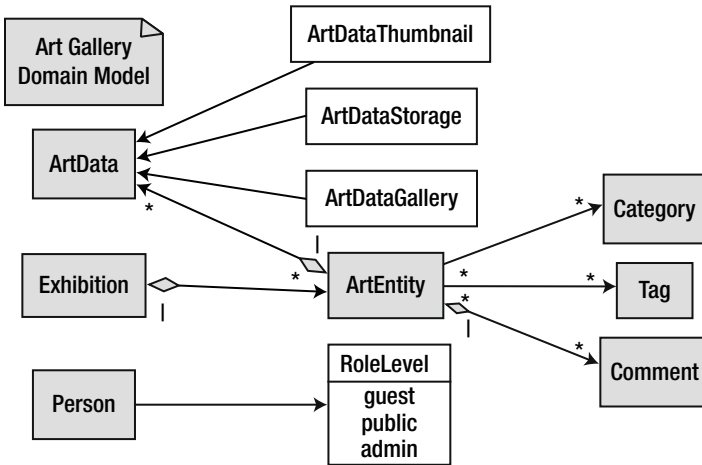 Art Gallery
Domain Model
ArtDataThumbnail
ArtDataStorage
ArtData
ArtDataGallery
*
I
*
Category
Exhibition
I
*
ArtEntity
*
*
*
Tag
I
*
Comment
Person
RoleLevel
guest
public
admin